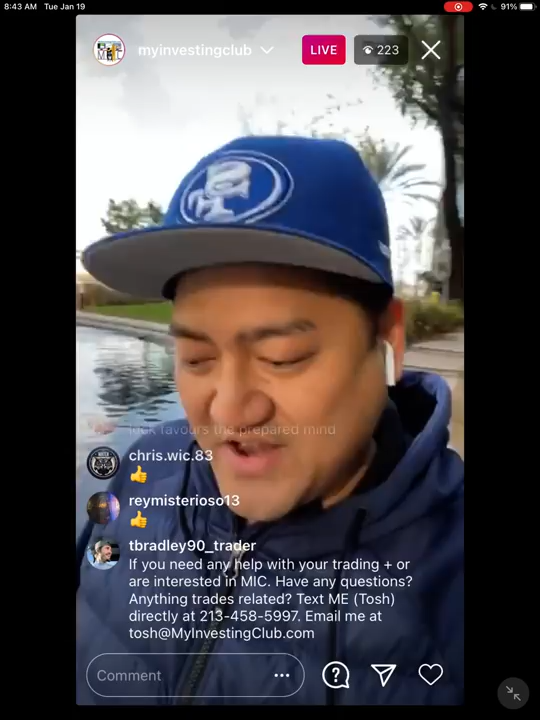 8:43 AM Tue Jan 19
91%
myinvestingclub
LIVE
223
luck favours the prepared mind
chris.wic.83
👍
reymisterioso13
👍
tbradley90_trader
If you need any help with your trading + or
are interested in MIC. Have any questions?
Anything trades related? Text ME (Tosh)
directly at 213-458-5997. Email me at
tosh@MyInvestingClub.com
Comment